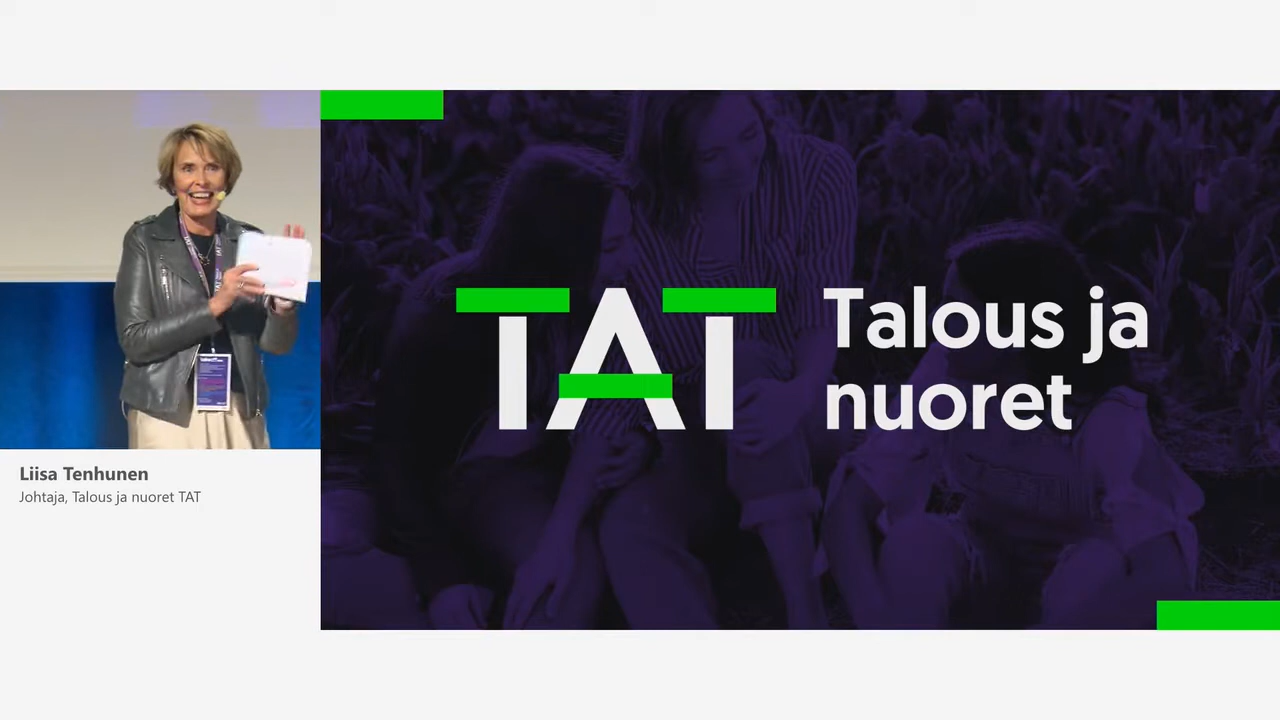 TAT
Talous ja
nuoret
Liisa Tenhunen
Johtaja, Talous ja nuoret TAT